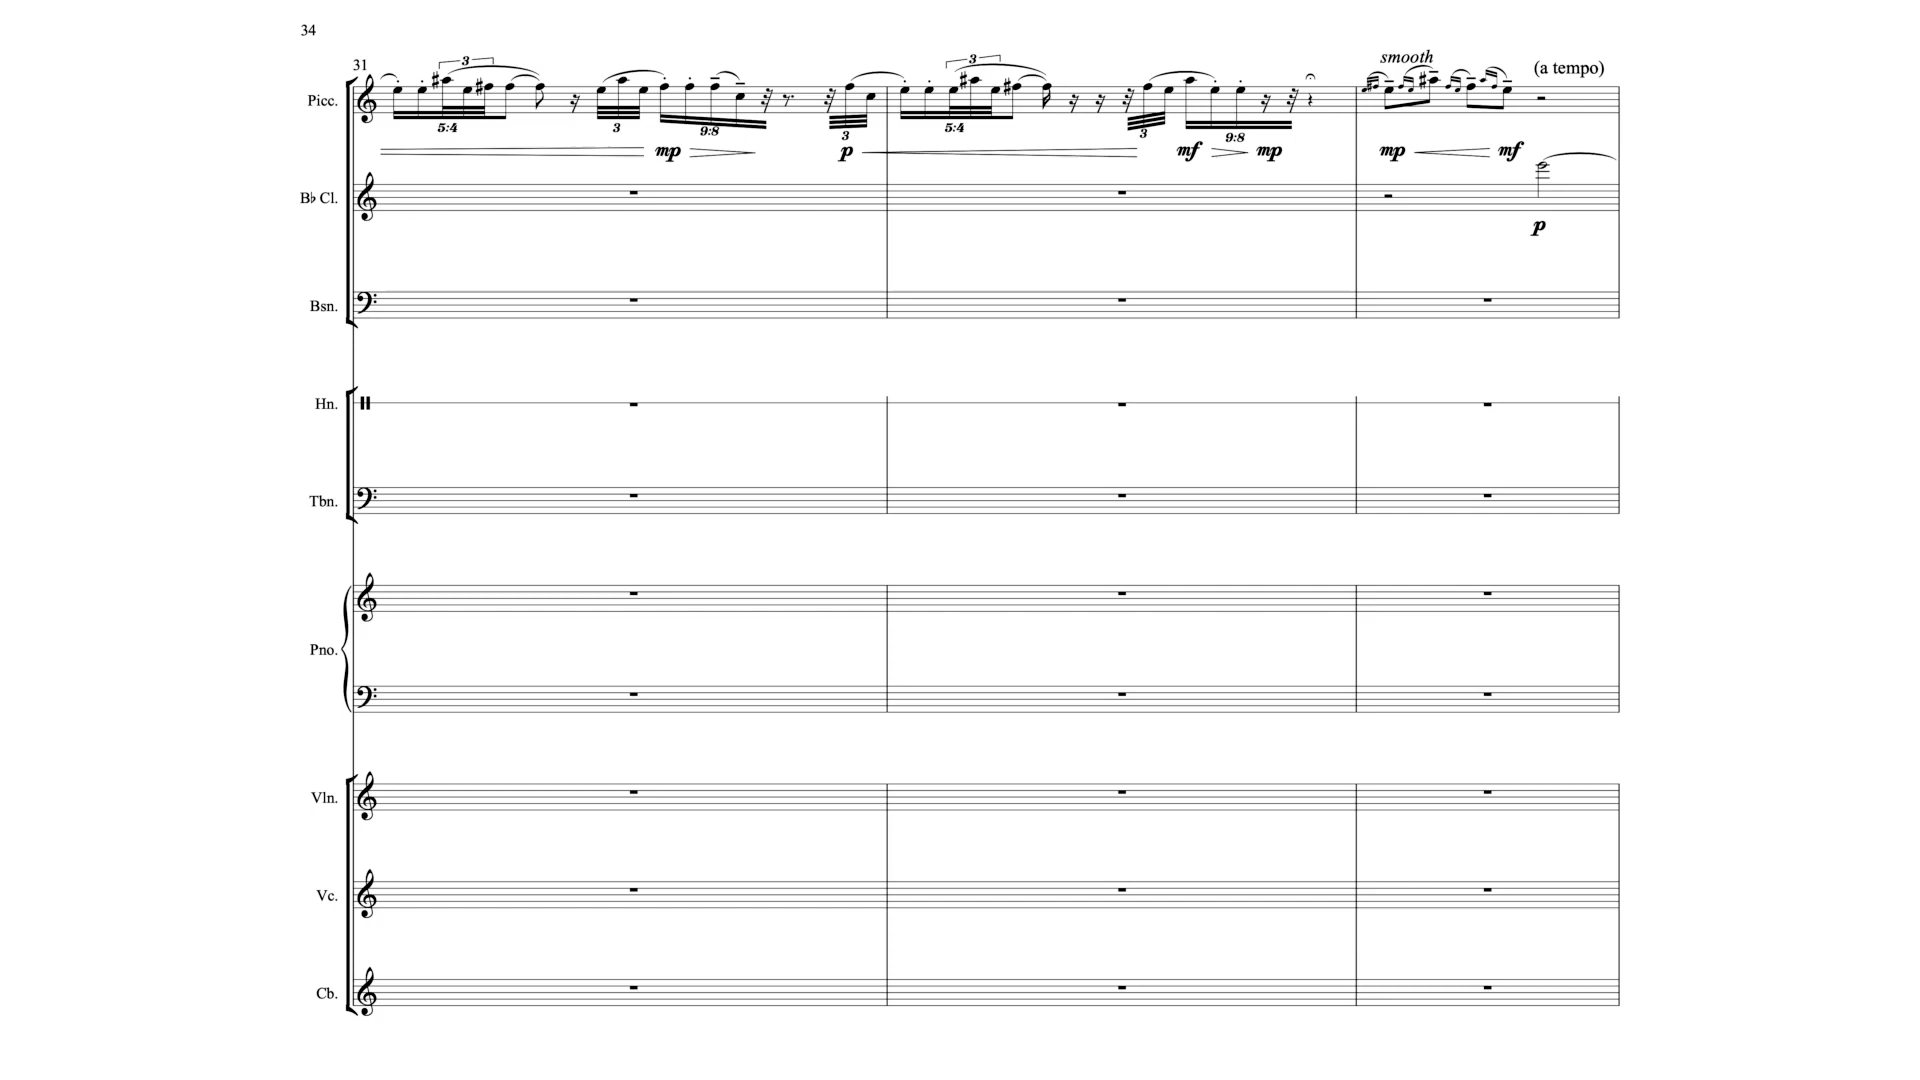 34
31
smooth
(a tempo)
3
3
Picc.
5:4
3
9:8
3
5:4
3
9:8
mp
p
mf
mp
mp
mf
B♭ Cl.
p
Bsn.
Hn.
Tbn.
Pno.
Vln.
Vc.
Cb.